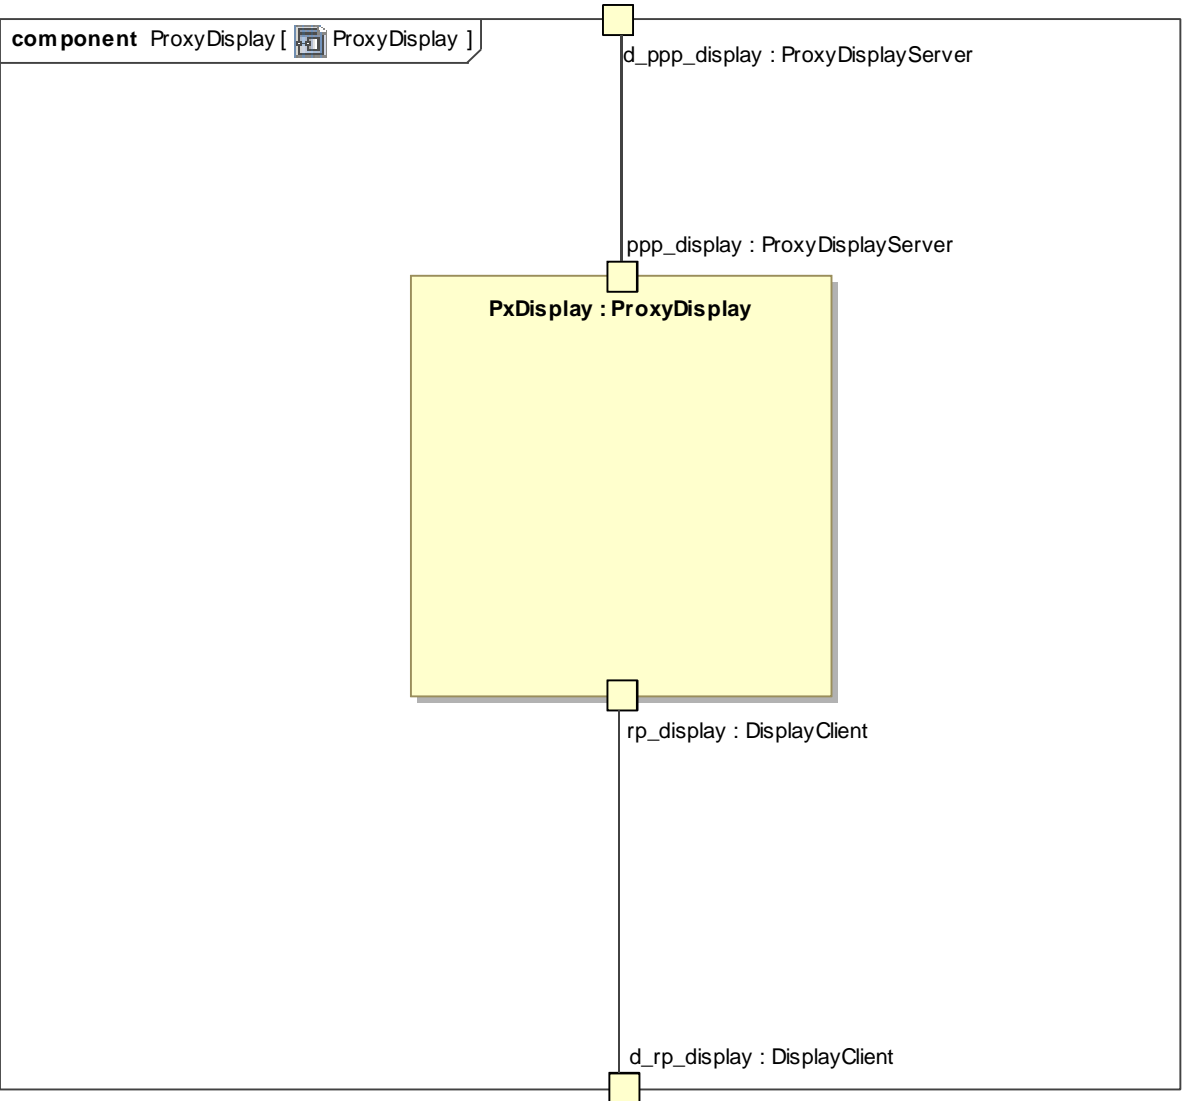 component ProxyDisplay [ ProxyDisplay ]
d_ppp_display : ProxyDisplayServer
ppp_display : ProxyDisplayServer
PxDisplay : ProxyDisplay
rp_display : DisplayClient
d_rp_display : DisplayClient